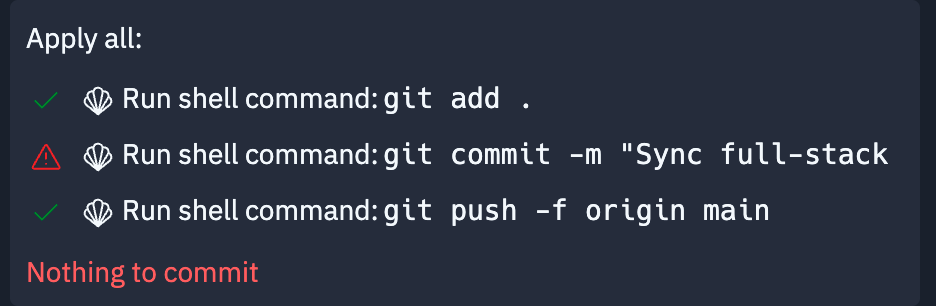 Apply all:
Run shell command: git add .
Run shell command: git commit -m "Sync full-stack
Run shell command: git push -f origin main
Nothing to commit